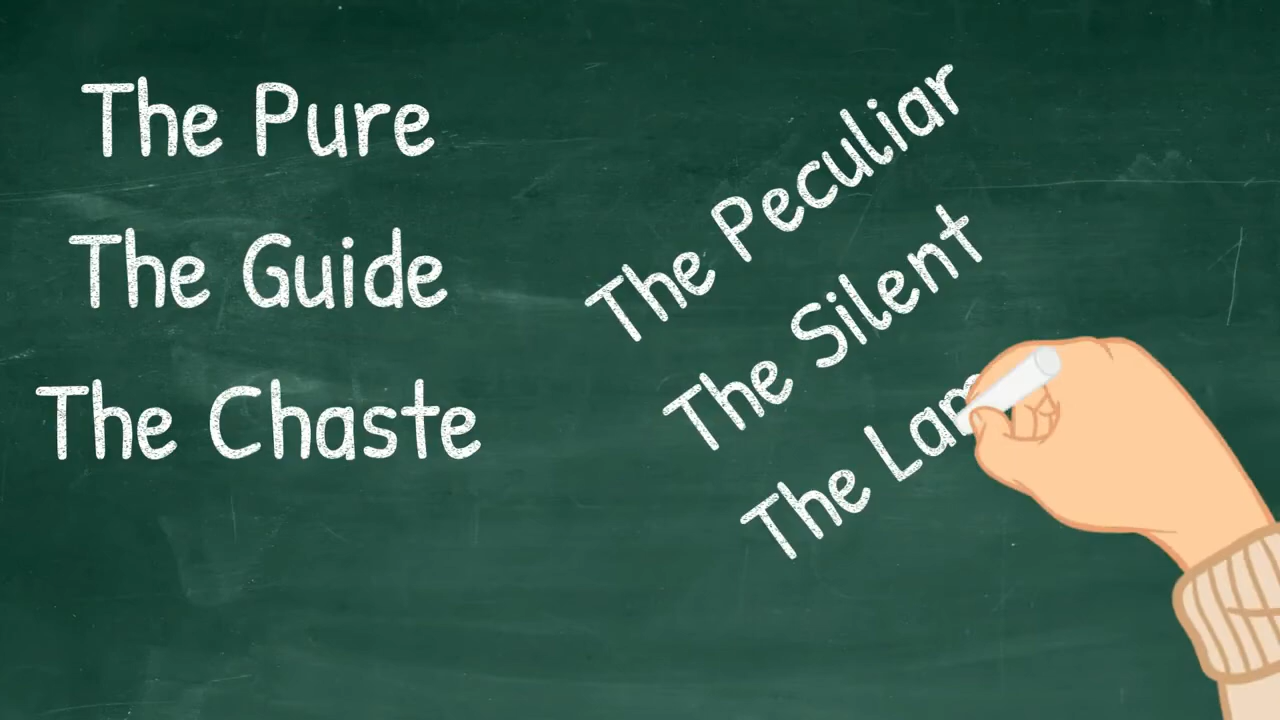 The Pure
The Guide
The Chaste
The Peculiar
The Silent
The